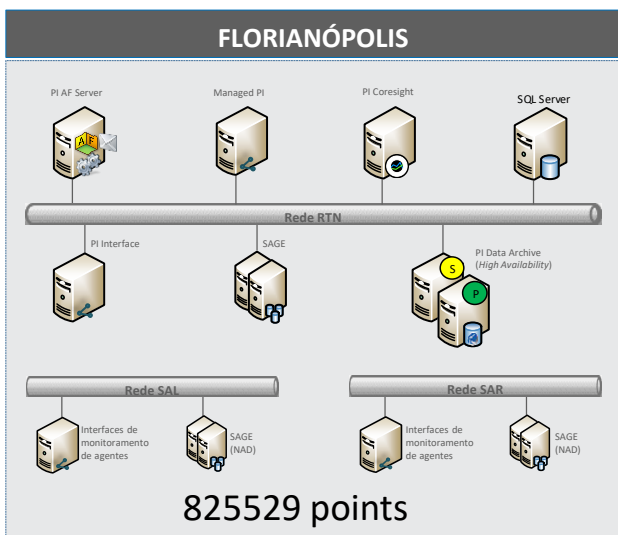 FLORIANÓPOLIS
PI AF Server
Managed PI
PI Coresight
SQL Server
A F
Rede RTN
PI Interface
SAGE
PI Data Archive
(High Availability)
S
P
Rede SAL
Rede SAR
Interfaces de
monitoramento
de agentes
SAGE
(NAD)
Interfaces de
monitoramento
de agentes
SAGE
(NAD)
825529 points